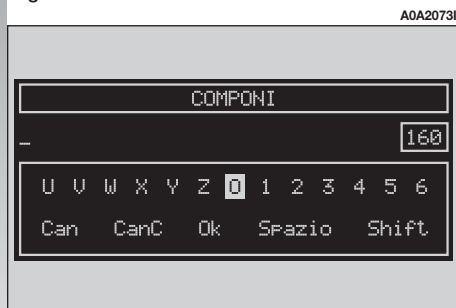 A0A2073I
COMPONI
_ 160
U V W X Y Z 0 1 2 3 4 5 6
Can CanC Ok Spazio Shift